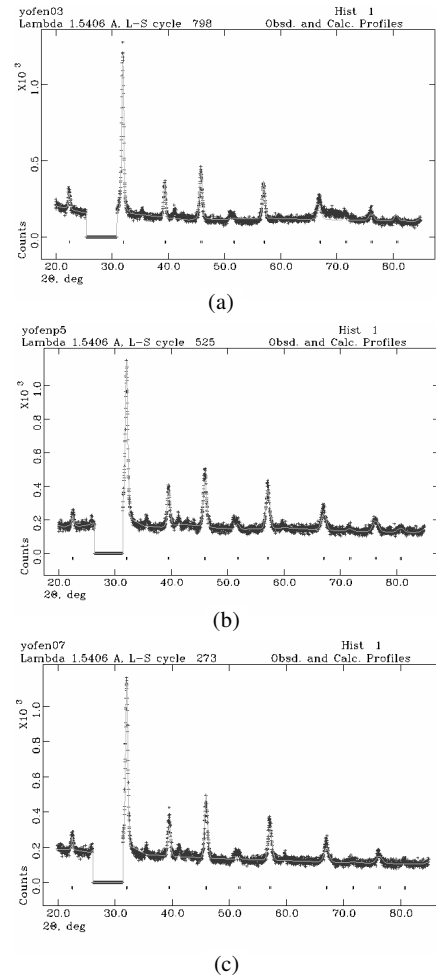 yofen03 Hist 1
Lambda 1.5406 A, L-S cycle 798 Obsd. and Calc. Profiles
X10 3
1.0
0.5
0.0
Counts
20.0 30.0 40.0 50.0 60.0 70.0 80.0
2Θ, deg
(a)
yofenp5 Hist 1
Lambda 1.5406 A, L-S cycle 525 Obsd. and Calc. Profiles
X10 3
1.0
0.8
0.6
0.4
0.2
0.0
Counts
20.0 30.0 40.0 50.0 60.0 70.0 80.0
2Θ, deg
(b)
yofen07 Hist 1
Lambda 1.5406 A, L-S cycle 273 Obsd. and Calc. Profiles
X10 3
1.0
0.8
0.6
0.4
0.2
0.0
Counts
20.0 30.0 40.0 50.0 60.0 70.0 80.0
2Θ, deg
(c)